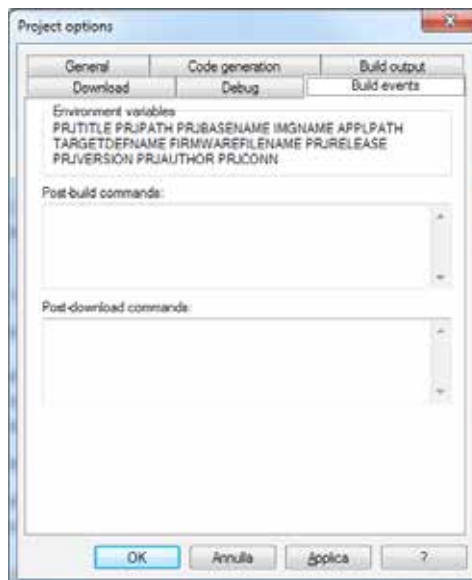 Project options
General Code generation Build output
Download Debug Build events
Environment variables
PRJTITLE PRJPATH PRJBASENAME IMGNAME APPLPATH
TARGETDEFNAME FIRMWAREFILENAME PRJRELEASE
PRJVERSION PRJAUTHOR PRJCONN
Post-build commands:
Post-download commands:
OK Annulla Applica ?